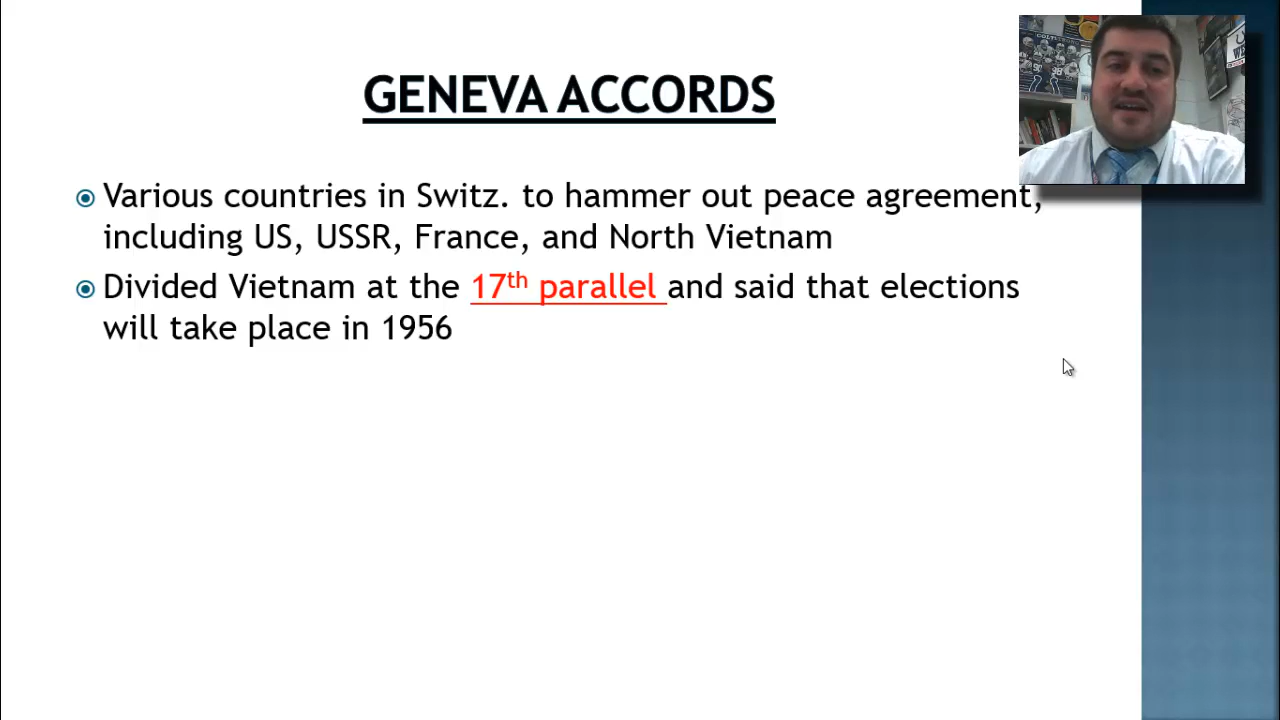 GENEVA ACCORDS
Various countries in Switz. to hammer out peace agreement,
including US, USSR, France, and North Vietnam
Divided Vietnam at the 17th parallel and said that elections
will take place in 1956